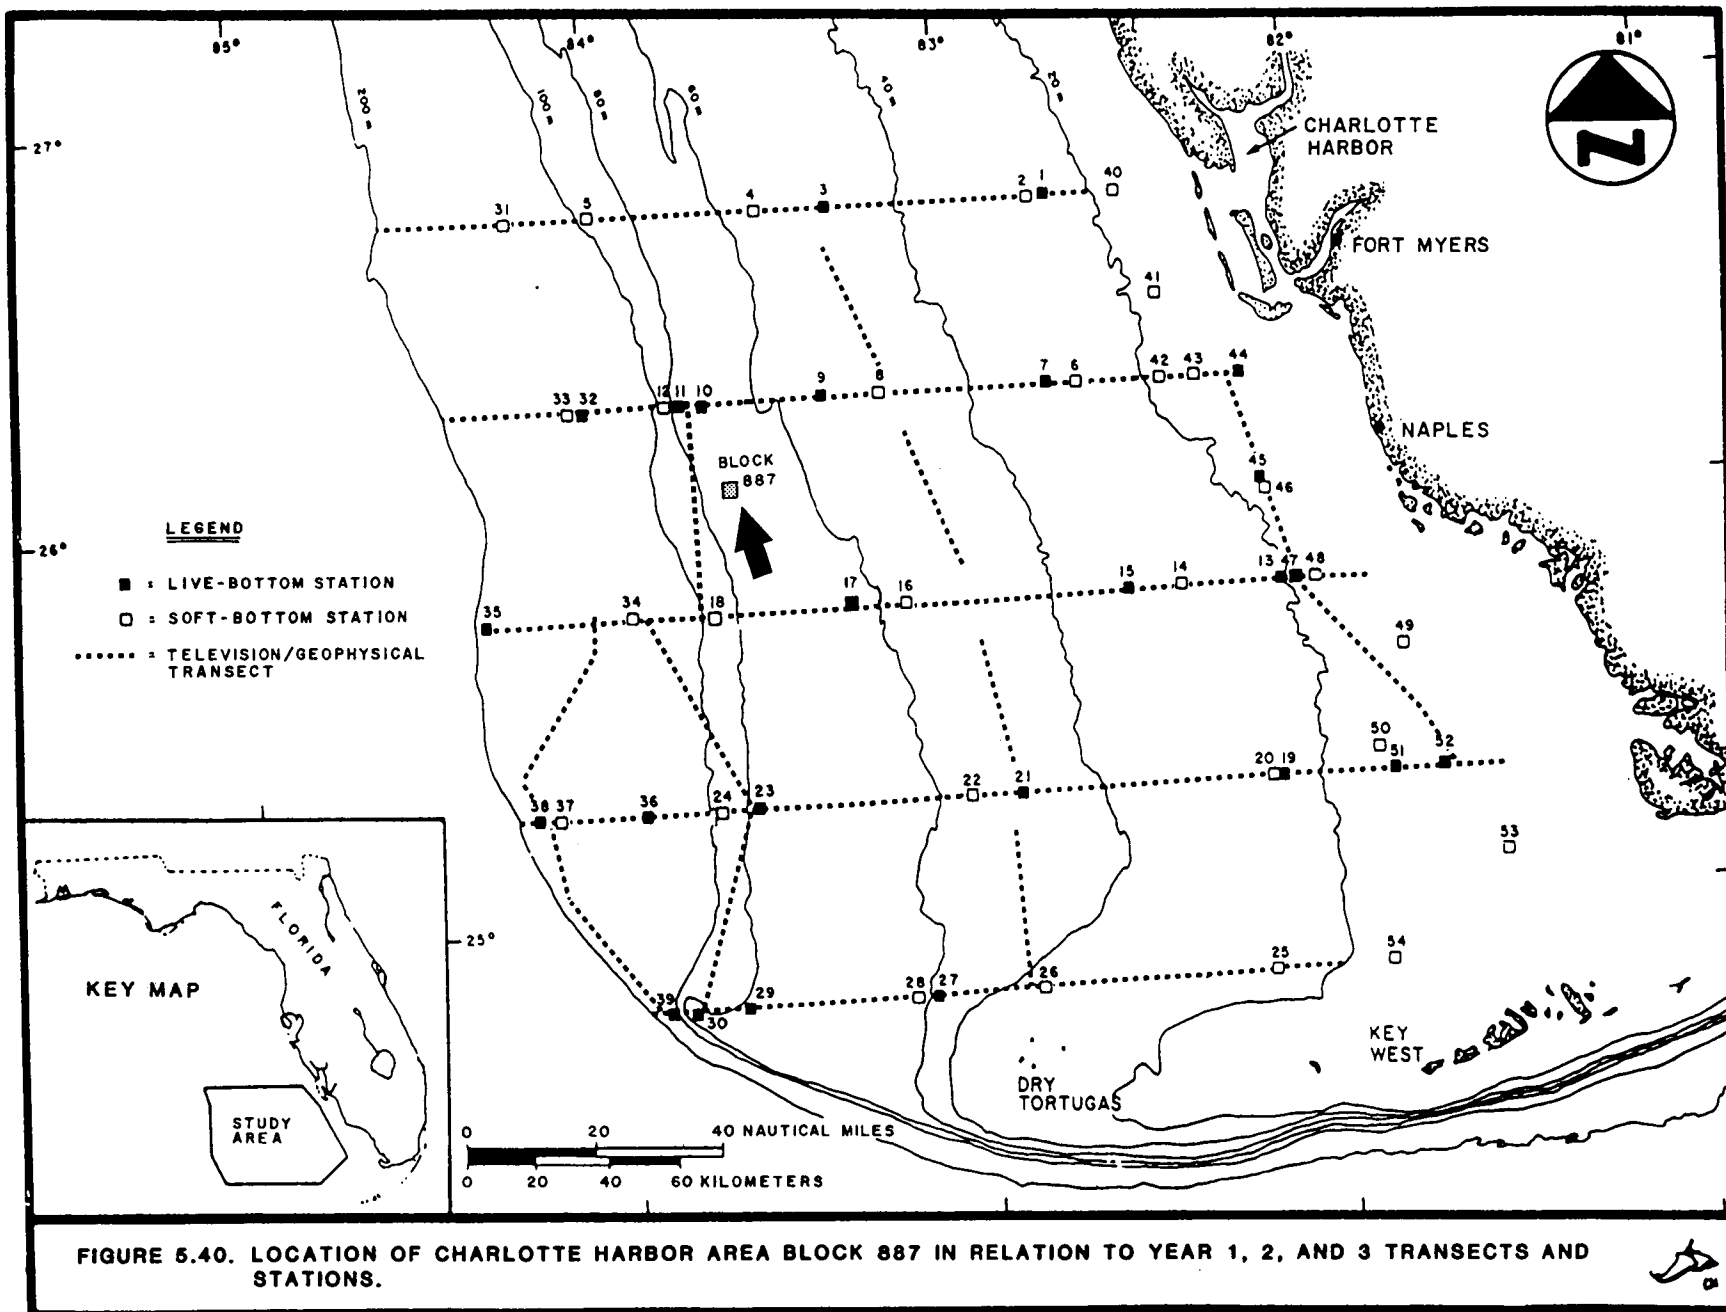 85°
84°
83°
82°
81°
200 m
100 m
80 m
60 m
40 m
20 m
27°
CHARLOTTE
HARBOR
N
31
5
4
3
2
1
40
FORT MYERS
41
33
32
12
11
10
9
8
7
6
42
43
44
NAPLES
BLOCK
887
45
46
26°
LEGEND
= LIVE-BOTTOM STATION
= SOFT-BOTTOM STATION
= TELEVISION/GEOPHYSICAL
TRANSECT
35
34
18
17
16
15
14
13
47
48
49
50
51
52
38
37
36
24
23
22
21
20
19
53
25°
39
30
29
28
27
26
25
54
KEY MAP
FLORIDA
STUDY
AREA
KEY
WEST
DRY
TORTUGAS
0 20 40 NAUTICAL MILES
0 20 40 60 KILOMETERS
FIGURE 5.40. LOCATION OF CHARLOTTE HARBOR AREA BLOCK 887 IN RELATION TO YEAR 1, 2, AND 3 TRANSECTS AND
STATIONS.